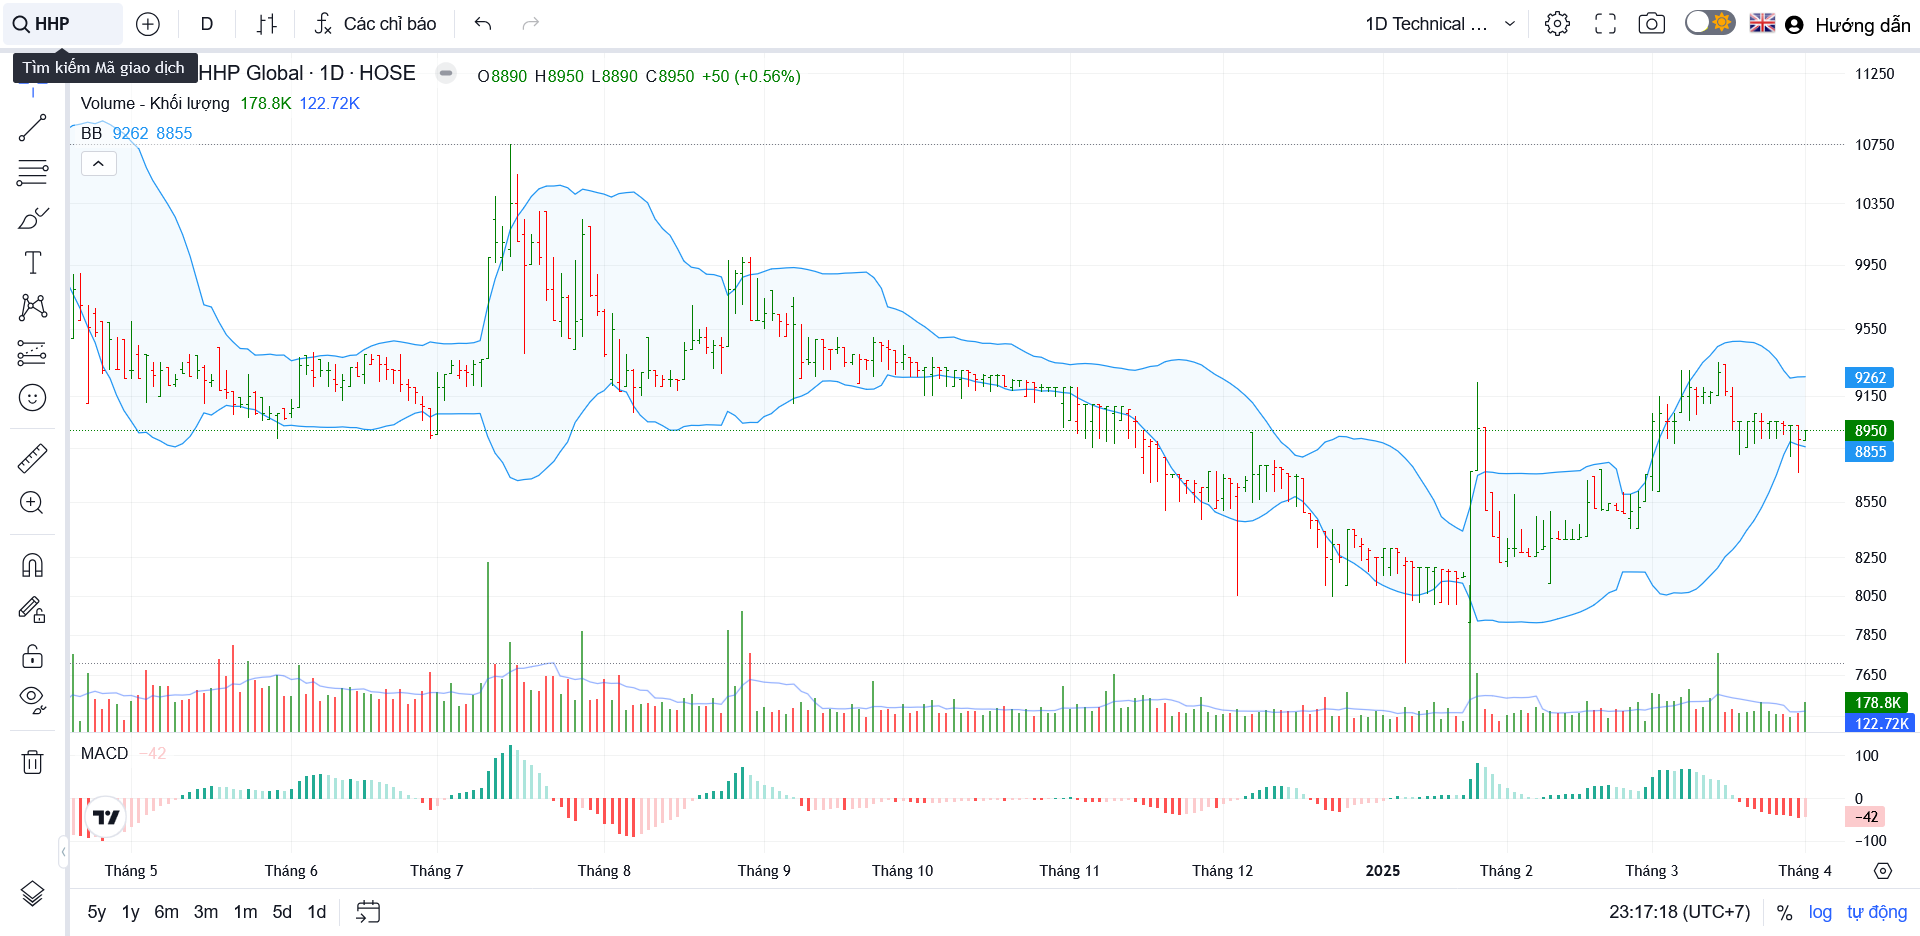 HHP
D
Các chỉ báo
1D Technical ...
Hướng dẫn
Tìm kiếm Mã giao dịch
HHP Global · 1D · HOSE
O8890 H8950 L8890 C8950 +50 (+0.56%)
Volume - Khối lượng 178.8K 122.72K
BB 9262 8855
11250
10750
10350
9950
9550
9262
9150
8950
8855
8550
8250
8050
7850
7650
178.8K
122.72K
MACD −42
100
0
−42
−100
Tháng 5 Tháng 6 Tháng 7 Tháng 8 Tháng 9 Tháng 10 Tháng 11 Tháng 12 2025 Tháng 2 Tháng 3 Tháng 4
5y 1y 6m 3m 1m 5d 1d
23:17:18 (UTC+7) % log tự động